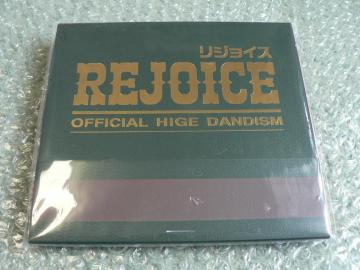 リジョイス
REJOICE
OFFICIAL HIGE DANDISM